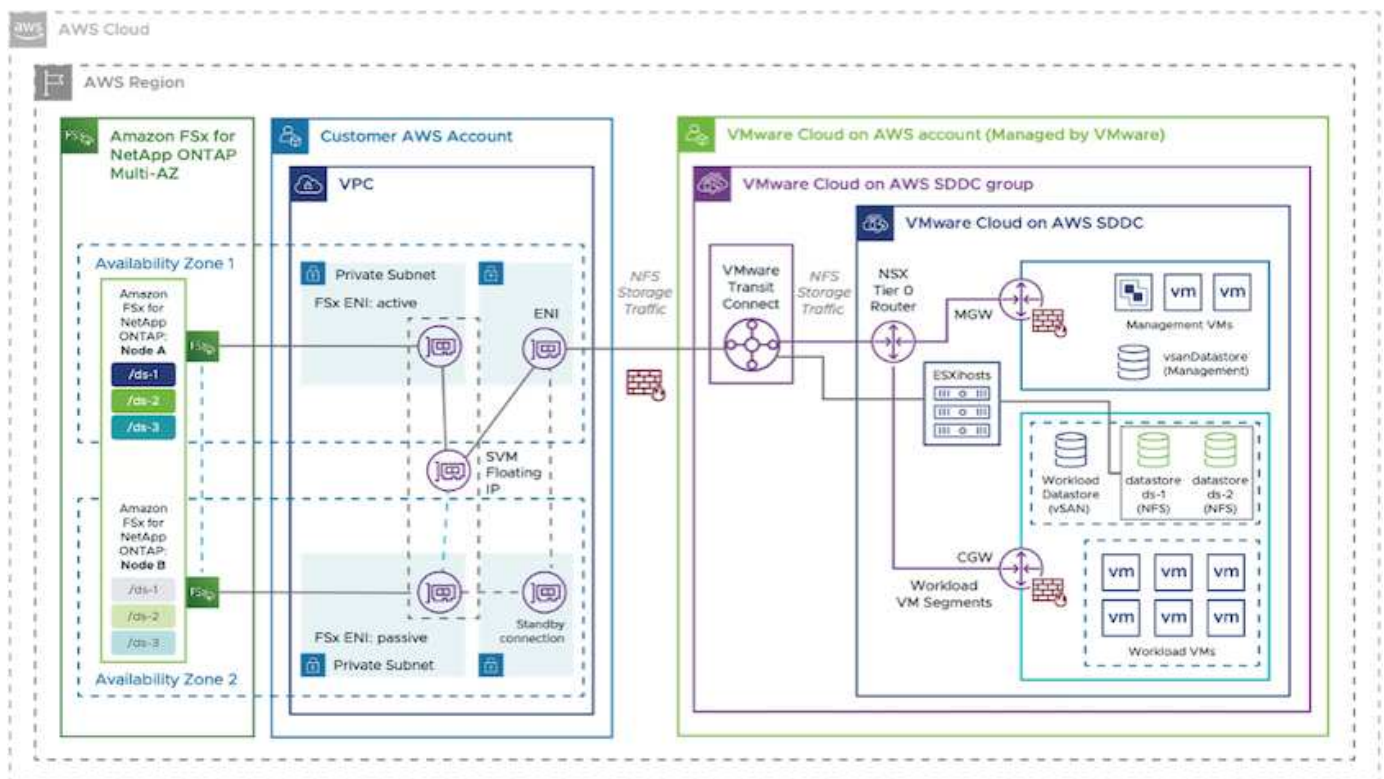 aws
AWS Cloud
AWS Region
FSx
Amazon FSx for
NetApp ONTAP
Multi-AZ
Availability Zone 1
Amazon
FSx for
NetApp
ONTAP:
Node A
/ds-1
/ds-2
/ds-3
FSx
Amazon
FSx for
NetApp
ONTAP:
Node B
/ds-1
/ds-2
/ds-3
FSx
Availability Zone 2
Customer AWS Account
VPC
Private Subnet
FSx ENI: active
ENI
SVM
Floating
IP
FSx ENI: passive
Private Subnet
Standby
connection
NFS
Storage
Traffic
VMware Cloud on AWS account (Managed by VMware)
VMware Cloud on AWS SDDC group
VMware
Transit
Connect
NFS
Storage
Traffic
VMware Cloud on AWS SDDC
NSX
Tier 0
Router
MGW
vm
vm
Management VMs
vsanDatastore
(Management)
ESXihosts
Workload
Datastore
(vSAN)
datastore
ds-1
(NFS)
datastore
ds-2
(NFS)
CGW
Workload
VM Segments
vm
vm
vm
vm
vm
vm
Workload VMs